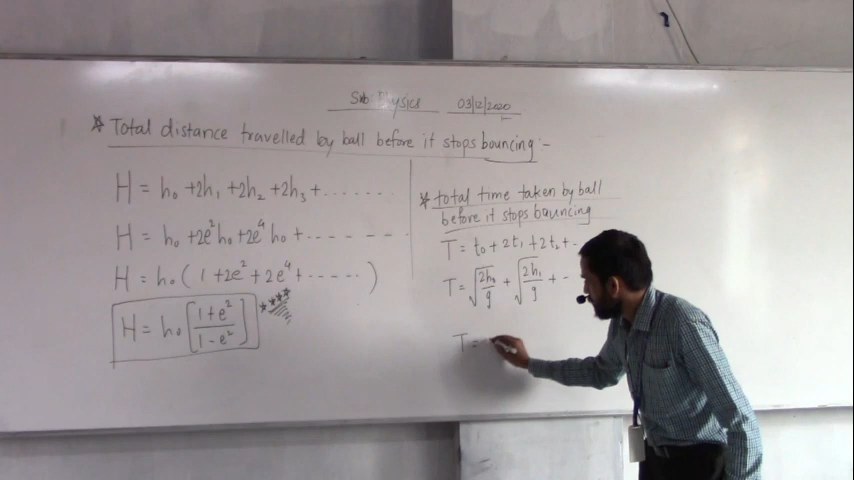 Sub Physics 03/12/2020
* Total distance travelled by ball before it stops bouncing :-
H = h₀ + 2h₁ + 2h₂ + 2h₃ + .......
H = h₀ + 2e²h₀ + 2e⁴h₀ + - - - - - - -
H = h₀ ( 1 + 2e² + 2e⁴ + ------ )
H = h₀ [ (1+e²) / (1-e²) ] ****
* total time taken by ball
before it stops bouncing
T = t₀ + 2t₁ + 2t₂ + -
T = √(2h₀/g) + √(2h₁/g) + - -
T =